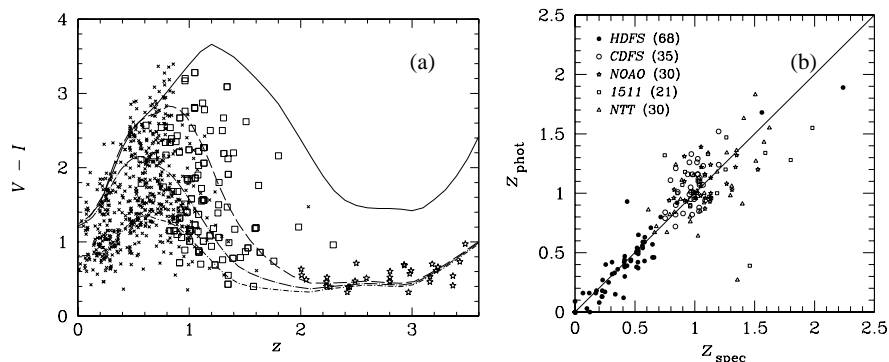 (a)
V – I
4
3
2
1
0
0
1
2
3
z
(b)
HDFS (68)
CDFS (35)
NOAO (30)
1511 (21)
NTT (30)
Z_phot
2.5
2
1.5
1
0.5
0
0
0.5
1
1.5
2
2.5
Z_spec